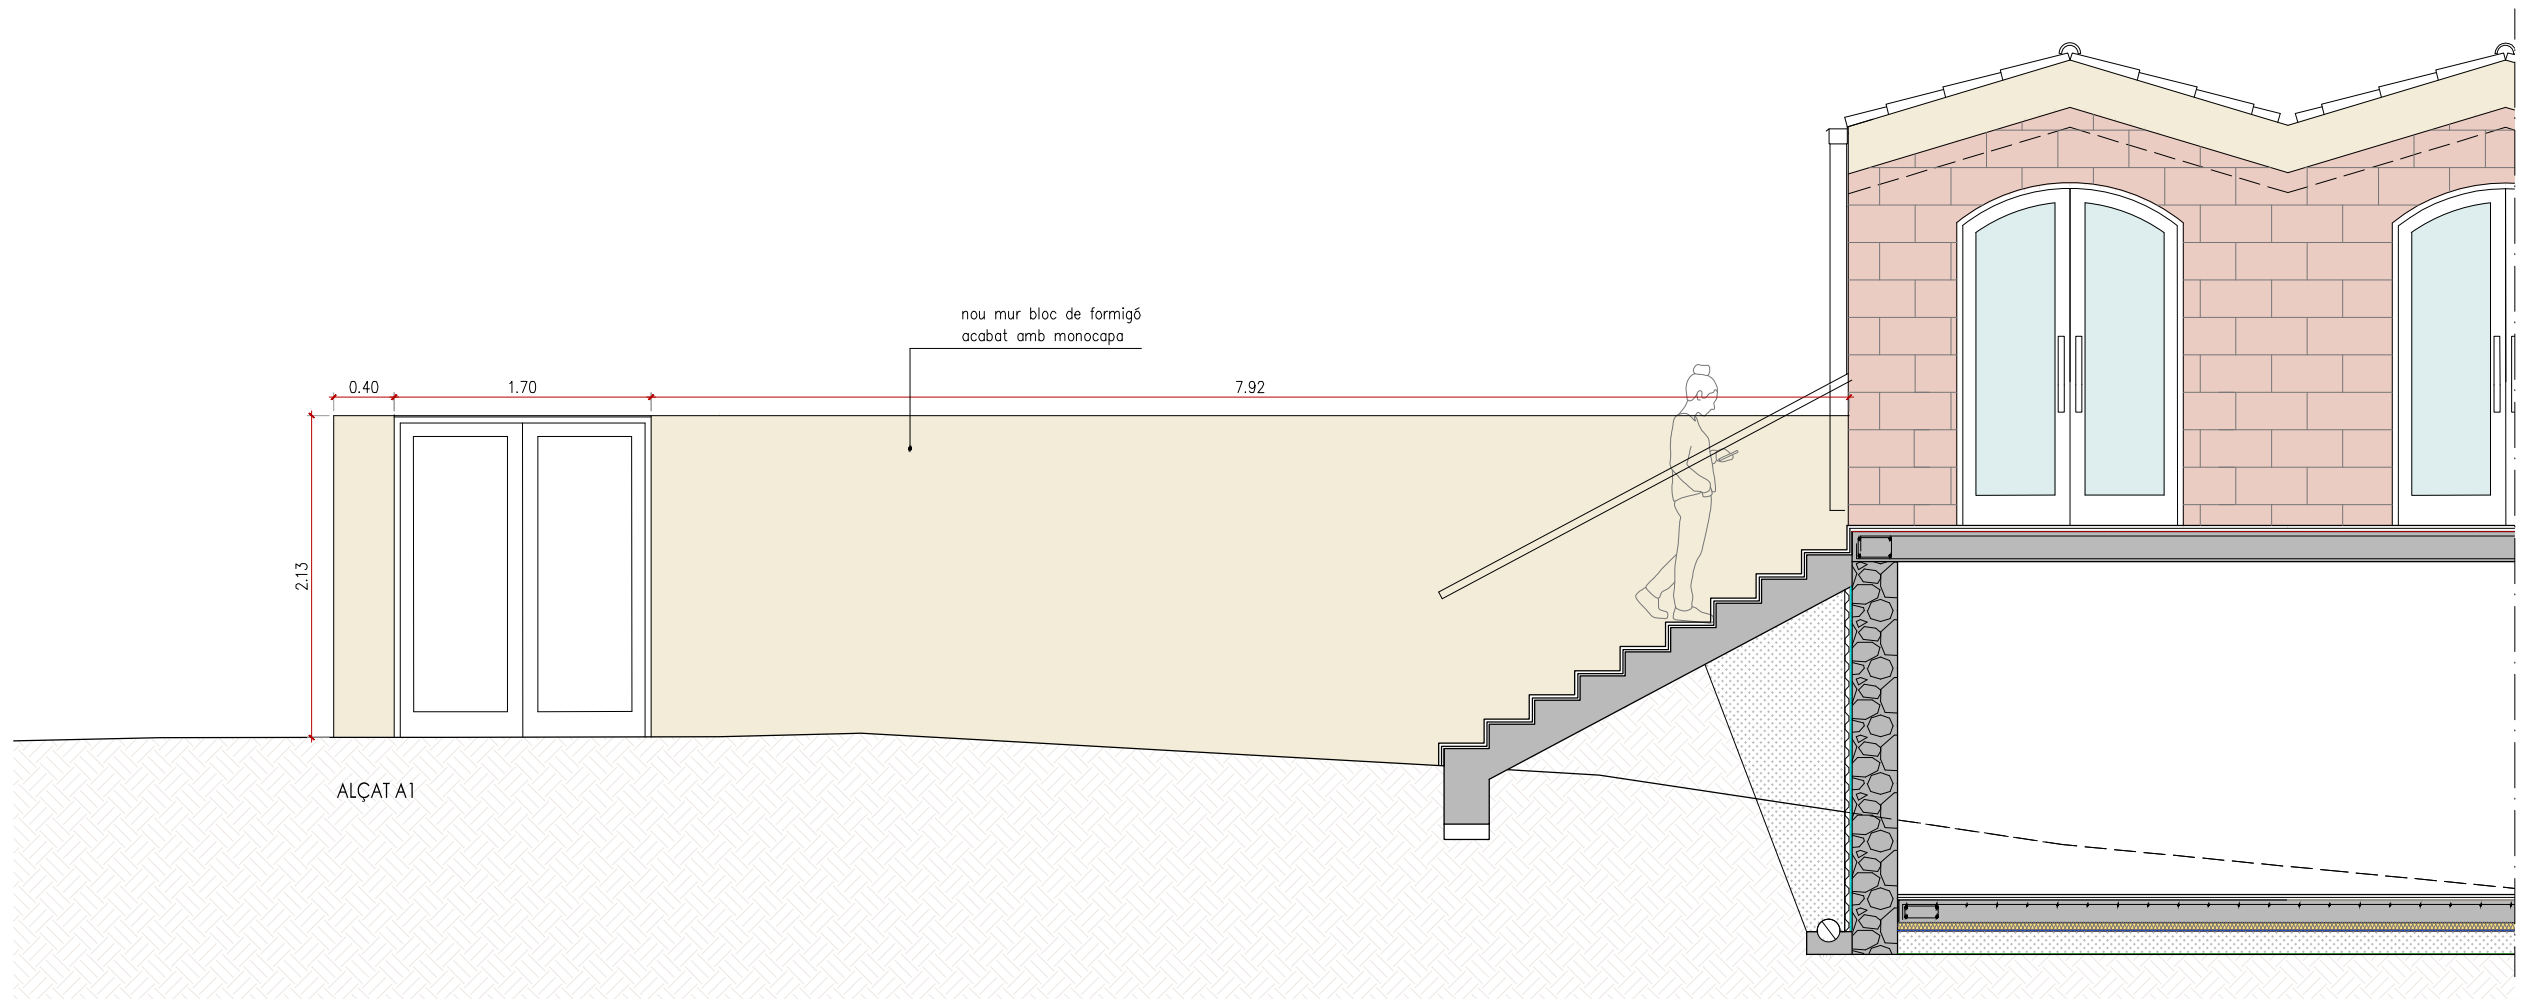 nou mur bloc de formigó
acabat amb monocapa
0.40
1.70
7.92
2.13
ALÇAT A1